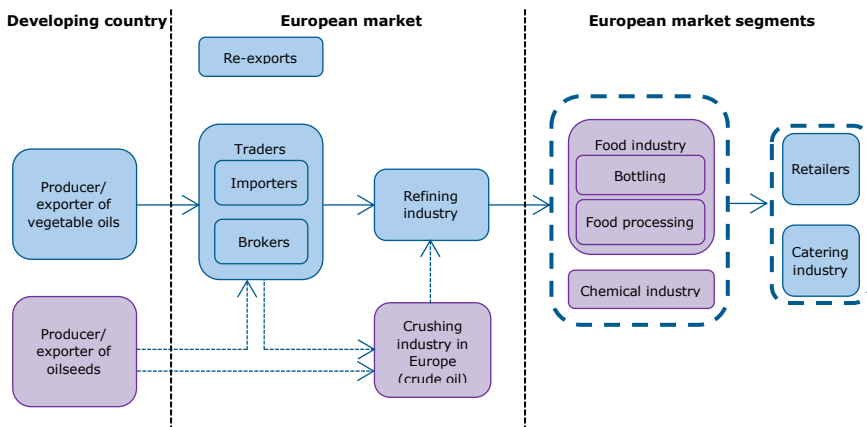 Developing country
European market
European market segments
Re-exports
Traders
Importers
Brokers
Producer/
exporter of
vegetable oils
Refining
industry
Food industry
Bottling
Food processing
Chemical industry
Retailers
Catering
industry
Producer/
exporter of
oilseeds
Crushing
industry in
Europe
(crude oil)